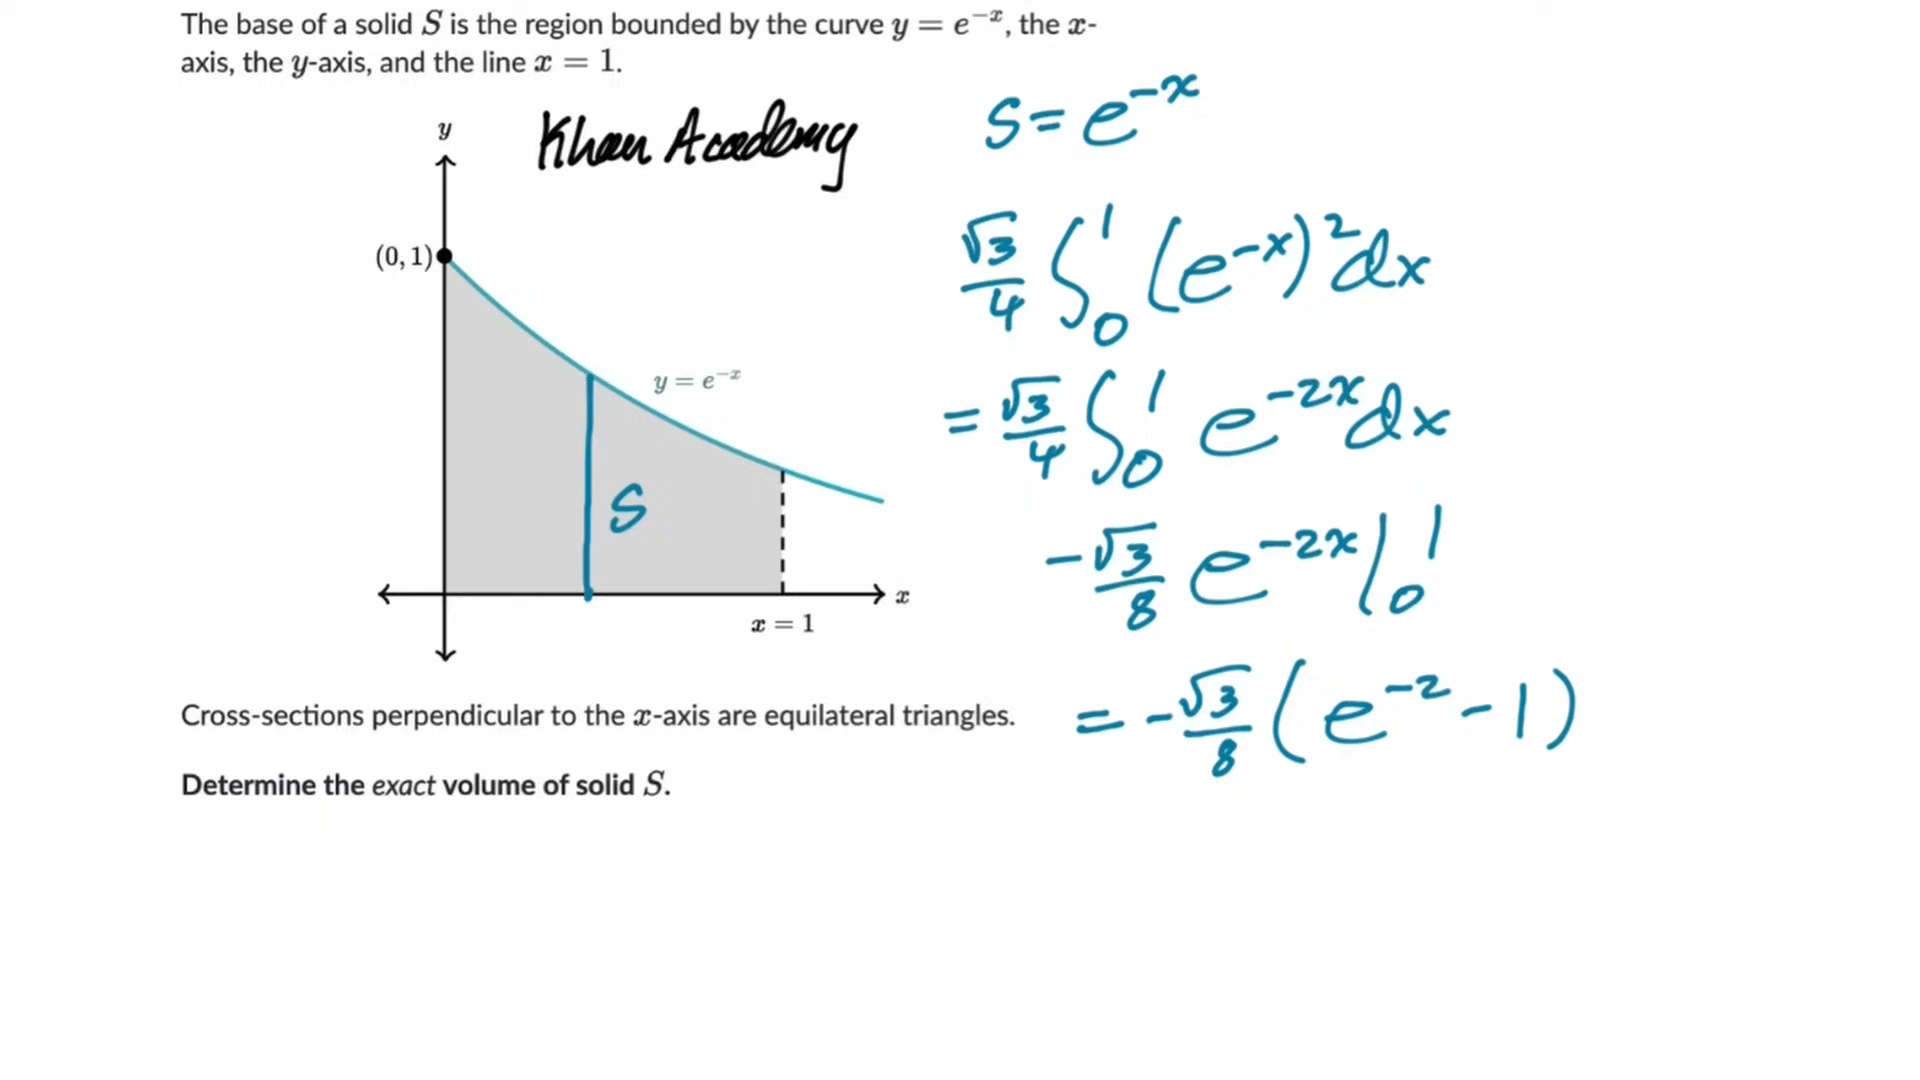 The base of a solid S is the region bounded by the curve y = e^{-x}, the x-
axis, the y-axis, and the line x = 1.
y
Khan Academy
(0, 1)
y = e^{-x}
S
x
x = 1
Cross-sections perpendicular to the x-axis are equilateral triangles.
Determine the exact volume of solid S.
S = e^{-x}
√3/4 ∫_0^1 (e^{-x})^2 dx
= √3/4 ∫_0^1 e^{-2x} dx
-√3/8 e^{-2x} |_0^1
= -√3/8 (e^{-2} - 1)